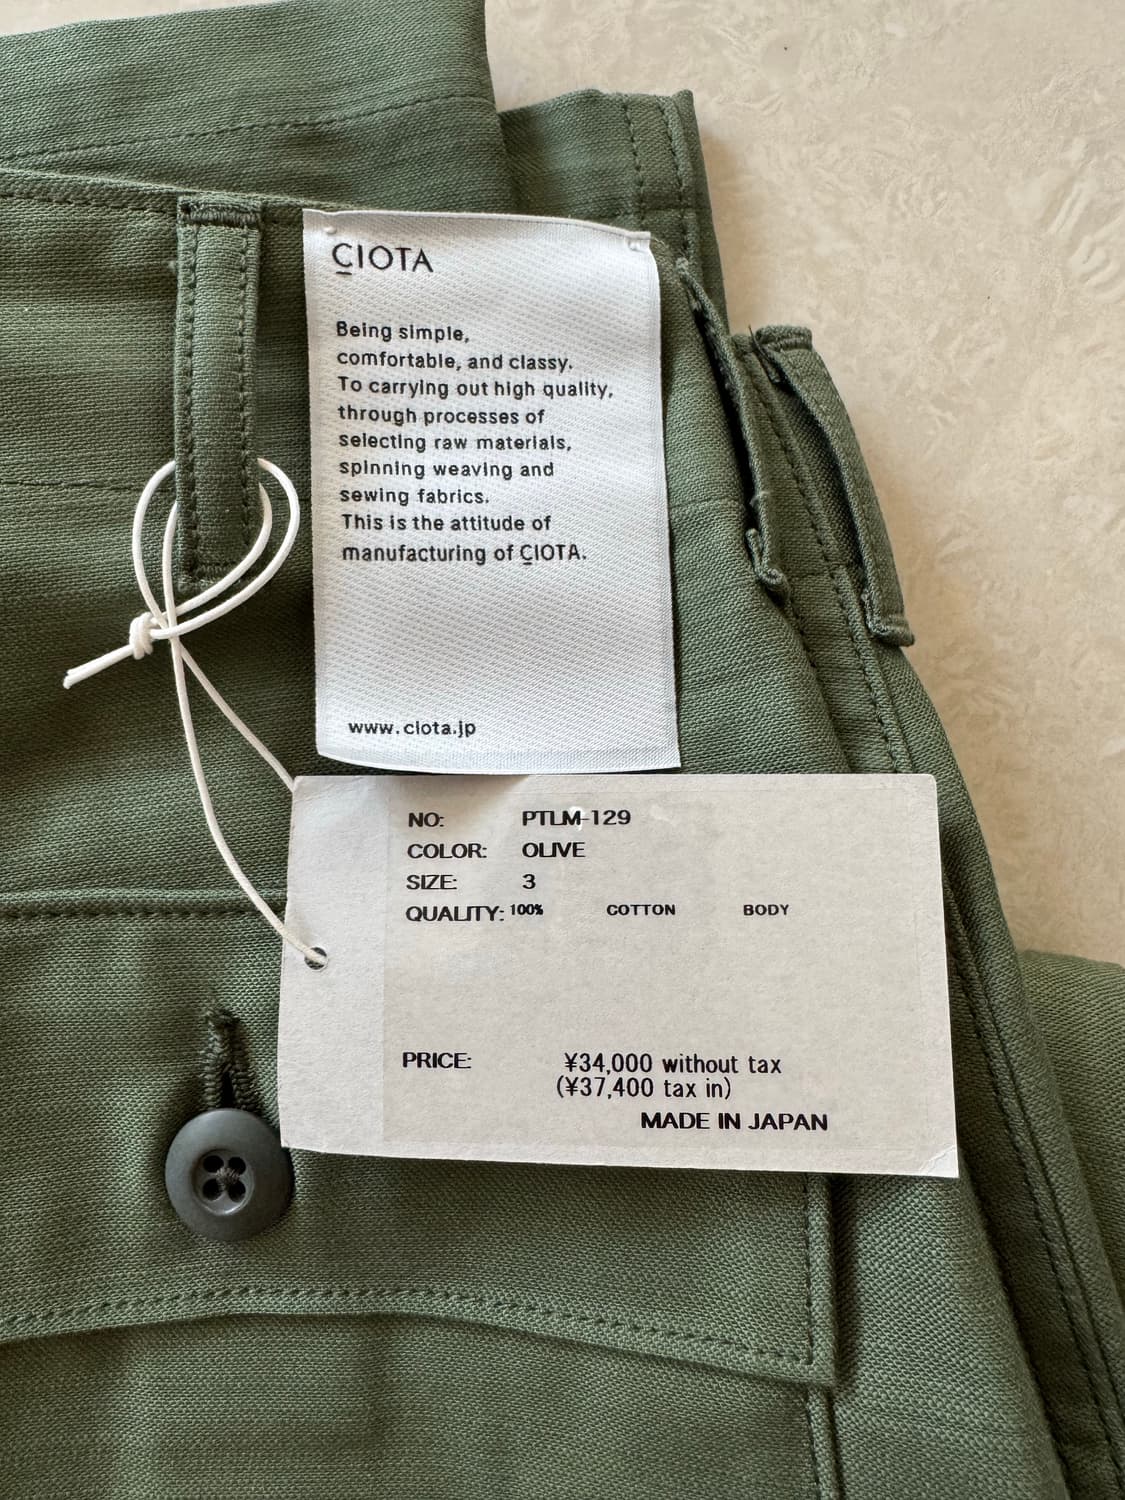 C̲IOTA
Being simple,
comfortable, and classy.
To carrying out high quality,
through processes of
selecting raw materials,
spinning weaving and
sewing fabrics.
This is the attitude of
manufacturing of C̲IOTA.
www.ciota.jp
NO: PTLM-129
COLOR: OLIVE
SIZE: 3
QUALITY: 100% COTTON BODY
PRICE: ¥34,000 without tax
(¥37,400 tax in)
MADE IN JAPAN